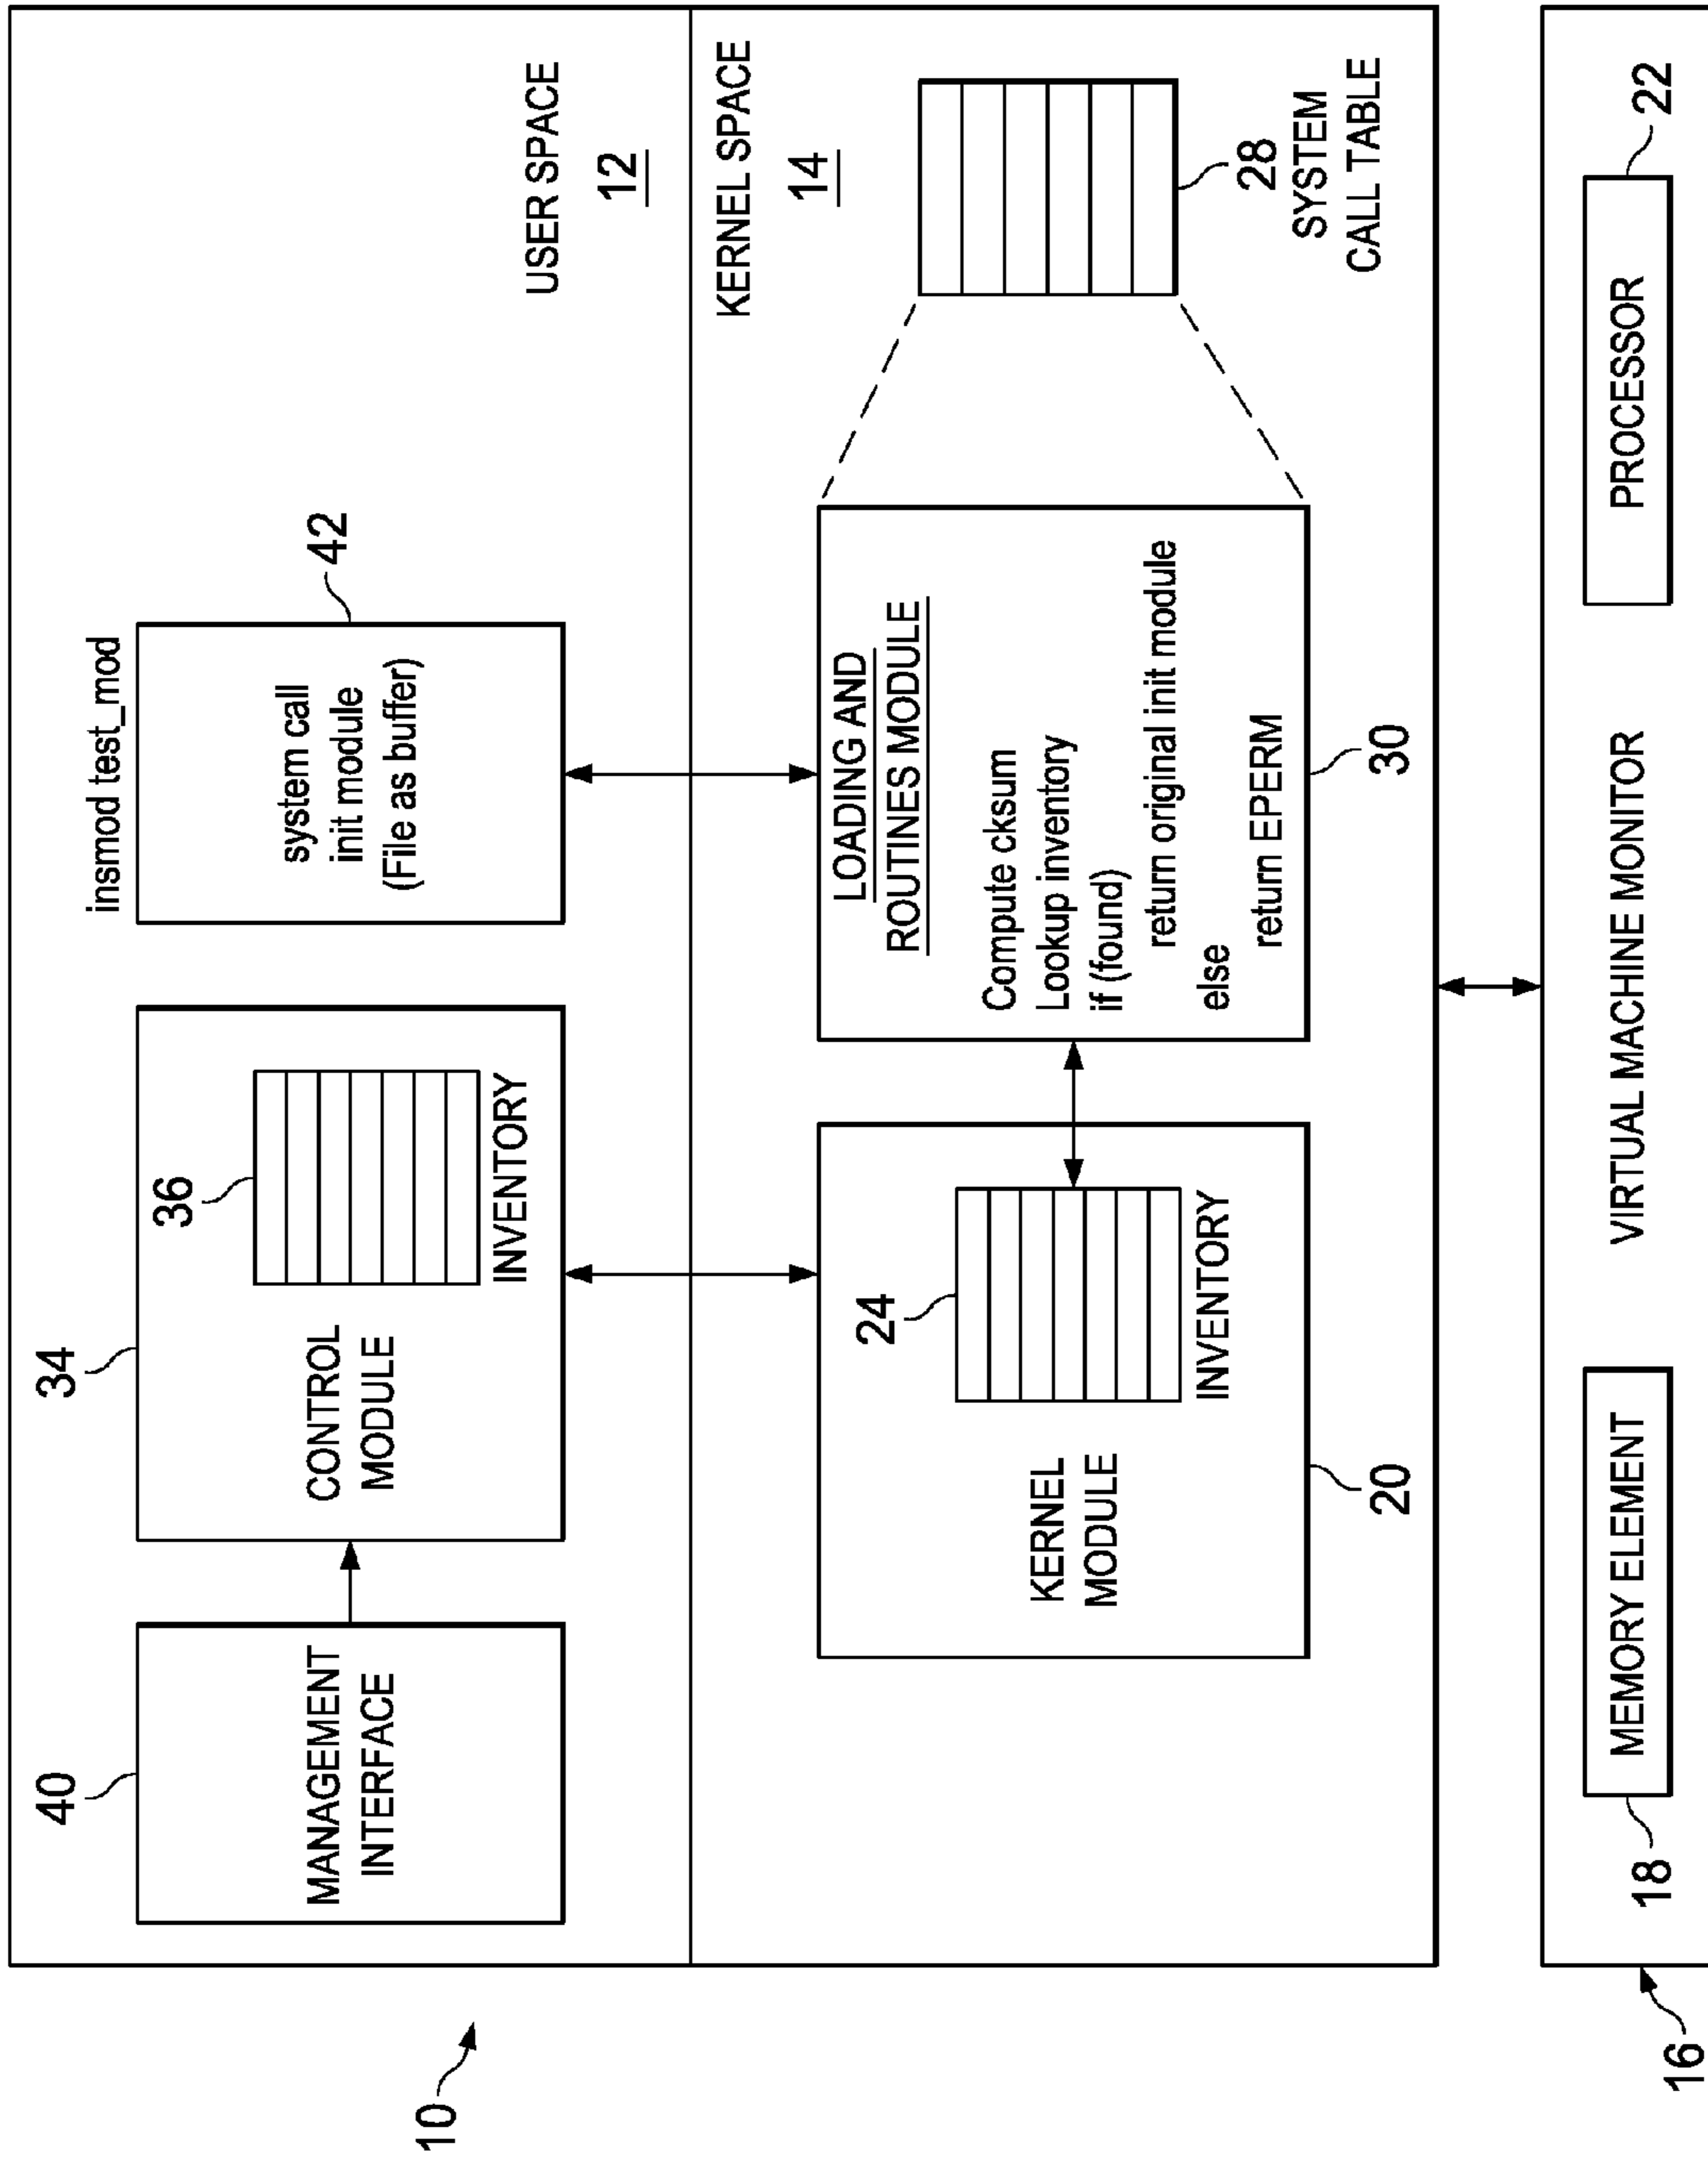 10
40
MANAGEMENT
INTERFACE
34
CONTROL
MODULE
36
INVENTORY
insmod test_mod
system call
init module
(File as buffer)
42
USER SPACE
12
KERNEL SPACE
14
KERNEL
MODULE
24
INVENTORY
20
LOADING AND
ROUTINES MODULE
Compute cksum
Lookup inventory
if (found)
return original init module
else
return EPERM
30
28
SYSTEM
CALL TABLE
16
18
MEMORY ELEMENT
VIRTUAL MACHINE MONITOR
PROCESSOR
22